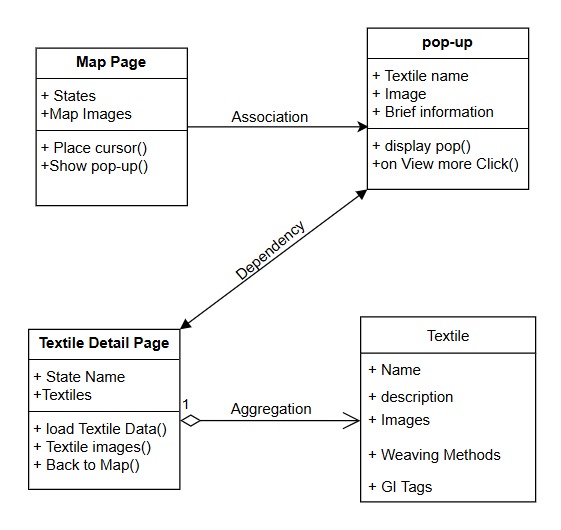 Map Page
+ States
+Map Images
+ Place cursor()
+Show pop-up()
Association
pop-up
+ Textile name
+ Image
+ Brief information
+ display pop()
+on View more Click()
Dependency
Textile Detail Page
+ State Name
+Textiles
+ load Textile Data()
+ Textile images()
+ Back to Map()
1
Aggregation
Textile
+ Name
+ description
+ Images
+ Weaving Methods
+ GI Tags